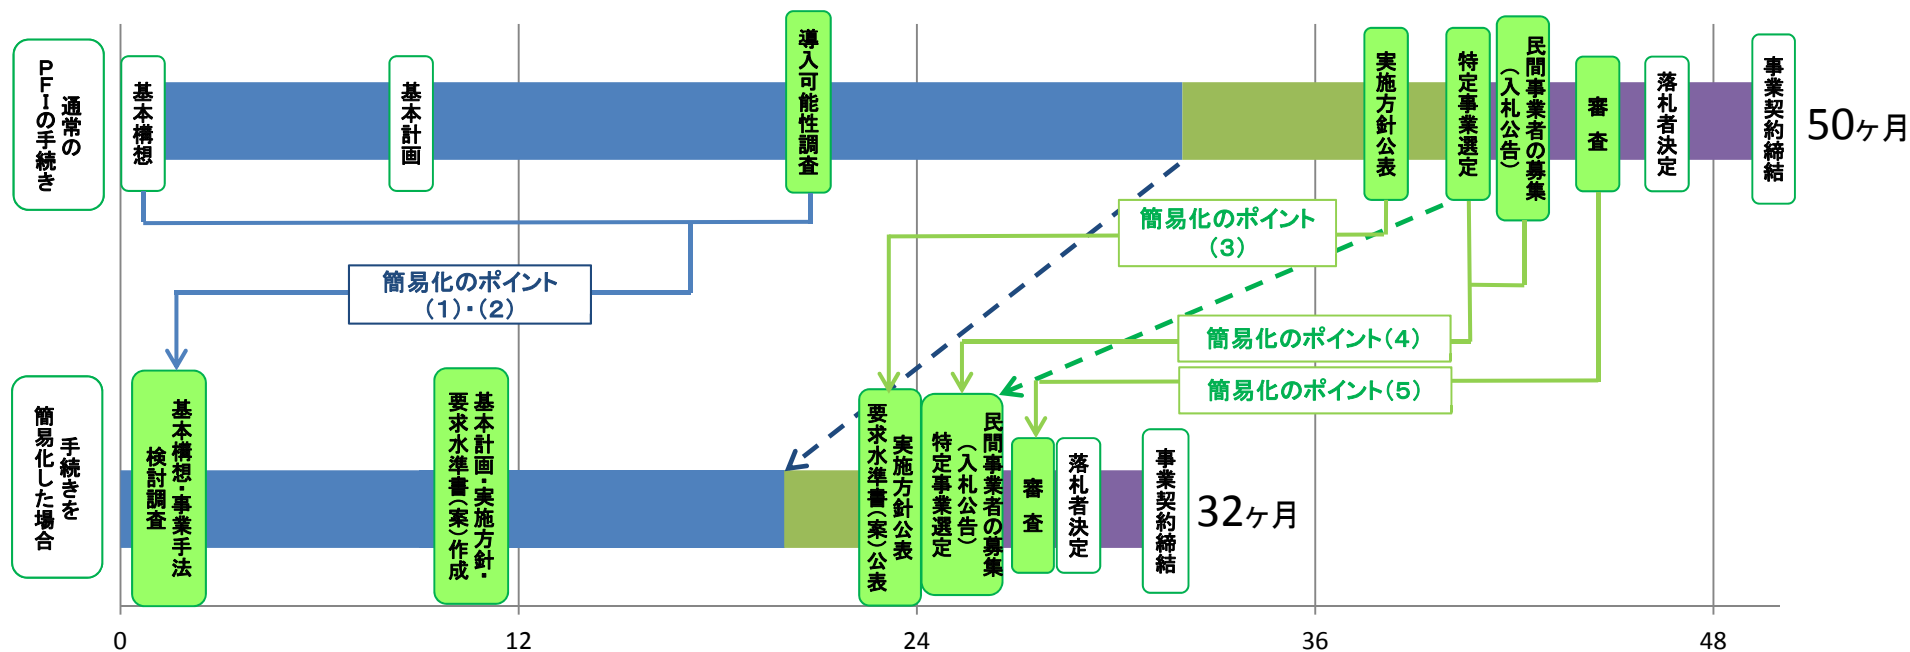 通常の
PFIの手続き
基本構想
基本計画
導入可能性調査
実施方針公表
特定事業選定
民間事業者の募集
（入札公告）
審査
落札者決定
事業契約締結
50ヶ月
簡易化のポイント
（1）・（2）
簡易化のポイント
（3）
簡易化のポイント（4）
簡易化のポイント（5）
手続きを
簡易化した場合
基本構想・事業手法
検討調査
基本計画・実施方針・
要求水準書（案）作成
実施方針公表
要求水準書（案）公表
民間事業者の募集
（入札公告）
特定事業選定
審査
落札者決定
事業契約締結
32ヶ月
0
12
24
36
48